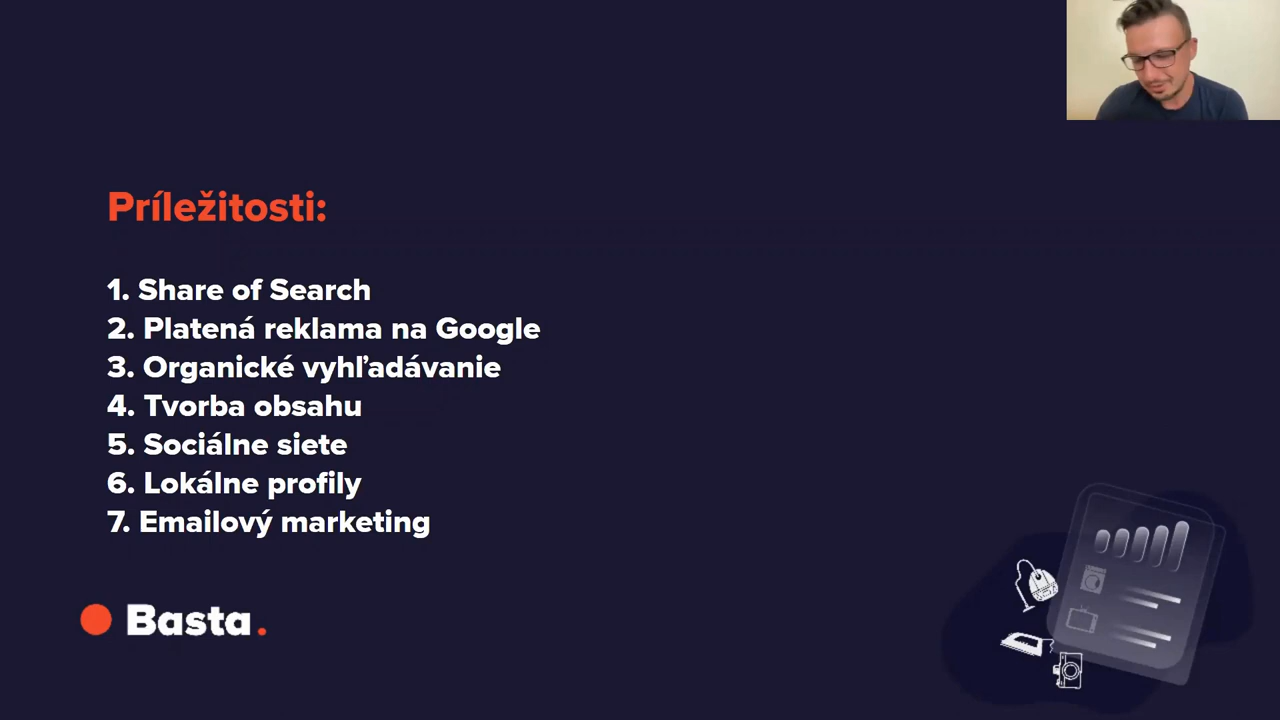 Príležitosti:
1. Share of Search
2. Platená reklama na Google
3. Organické vyhľadávanie
4. Tvorba obsahu
5. Sociálne siete
6. Lokálne profily
7. Emailový marketing
Basta.